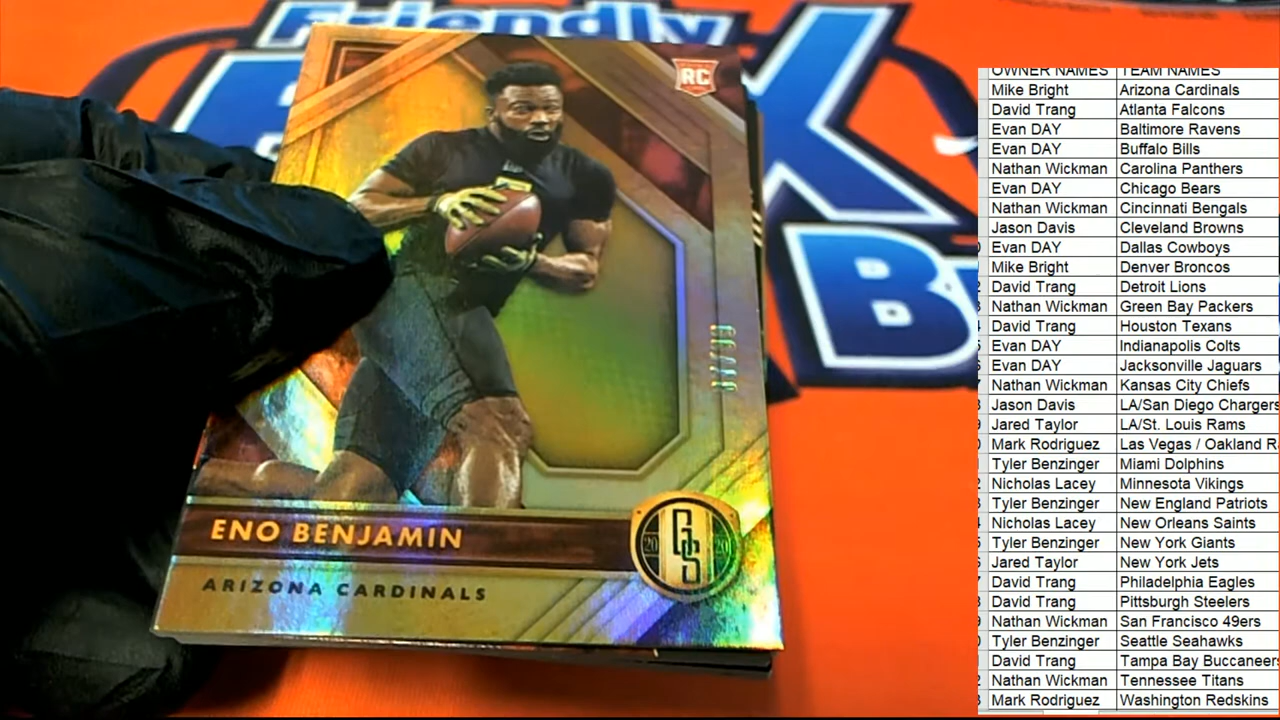 Friendly
RC
ENO BENJAMIN
ARIZONA CARDINALS
2020
GS
OWNER NAMES TEAM NAMES
Mike Bright Arizona Cardinals
David Trang Atlanta Falcons
Evan DAY Baltimore Ravens
Evan DAY Buffalo Bills
Nathan Wickman Carolina Panthers
Evan DAY Chicago Bears
Nathan Wickman Cincinnati Bengals
Jason Davis Cleveland Browns
Evan DAY Dallas Cowboys
Mike Bright Denver Broncos
David Trang Detroit Lions
Nathan Wickman Green Bay Packers
David Trang Houston Texans
Evan DAY Indianapolis Colts
Evan DAY Jacksonville Jaguars
Nathan Wickman Kansas City Chiefs
Jason Davis LA/San Diego Chargers
Jared Taylor LA/St. Louis Rams
Mark Rodriguez Las Vegas / Oakland R
Tyler Benzinger Miami Dolphins
Nicholas Lacey Minnesota Vikings
Tyler Benzinger New England Patriots
Nicholas Lacey New Orleans Saints
Tyler Benzinger New York Giants
Jared Taylor New York Jets
David Trang Philadelphia Eagles
David Trang Pittsburgh Steelers
Nathan Wickman San Francisco 49ers
Tyler Benzinger Seattle Seahawks
David Trang Tampa Bay Buccaneers
Nathan Wickman Tennessee Titans
Mark Rodriguez Washington Redskins